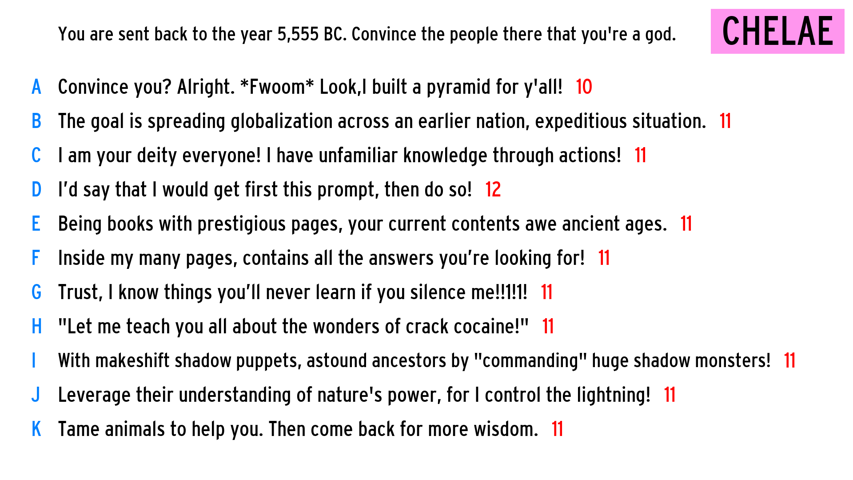 You are sent back to the year 5,555 BC. Convince the people there that you're a god.
CHELAE
A Convince you? Alright. *Fwoom* Look,I built a pyramid for y'all! 10
B The goal is spreading globalization across an earlier nation, expeditious situation. 11
C I am your deity everyone! I have unfamiliar knowledge through actions! 11
D I’d say that I would get first this prompt, then do so! 12
E Being books with prestigious pages, your current contents awe ancient ages. 11
F Inside my many pages, contains all the answers you’re looking for! 11
G Trust, I know things you’ll never learn if you silence me!!1!1! 11
H "Let me teach you all about the wonders of crack cocaine!" 11
I With makeshift shadow puppets, astound ancestors by "commanding" huge shadow monsters! 11
J Leverage their understanding of nature's power, for I control the lightning! 11
K Tame animals to help you. Then come back for more wisdom. 11